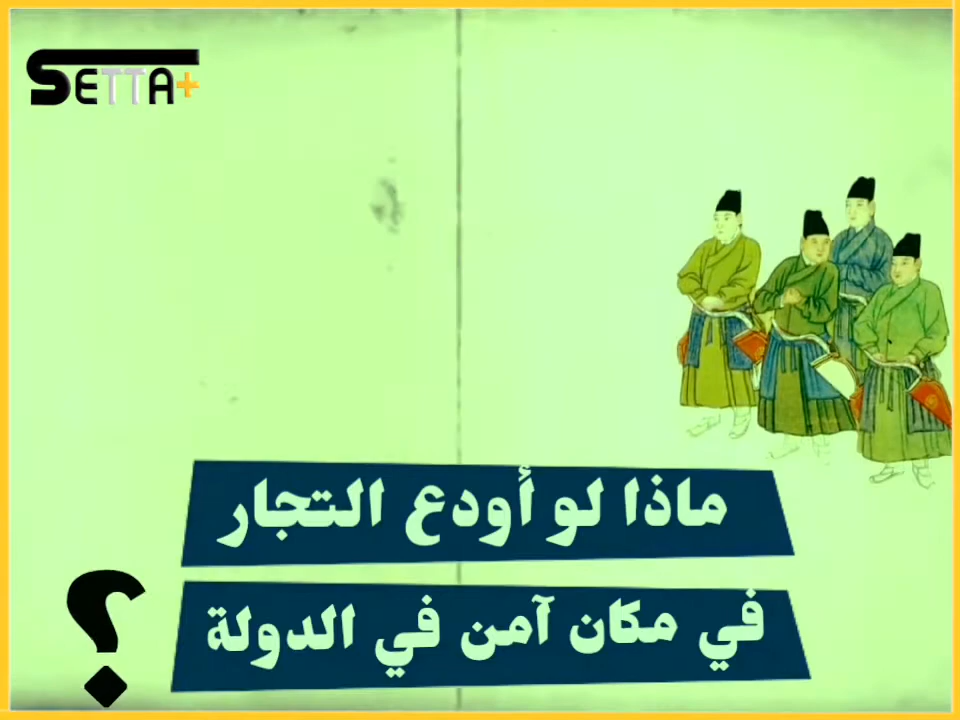 SETTA+
ماذا لو أودع التجار
في مكان آمن في الدولة
؟